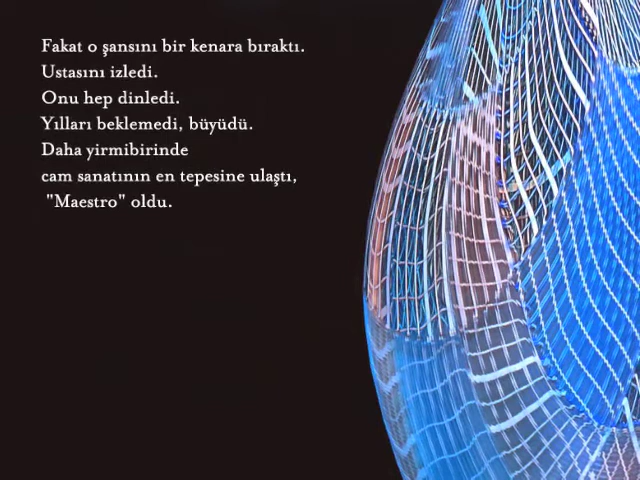 Fakat o şansını bir kenara bıraktı.
Ustasını izledi.
Onu hep dinledi.
Yılları beklemedi, büyüdü.
Daha yirmibirinde
cam sanatının en tepesine ulaştı,
"Maestro" oldu.